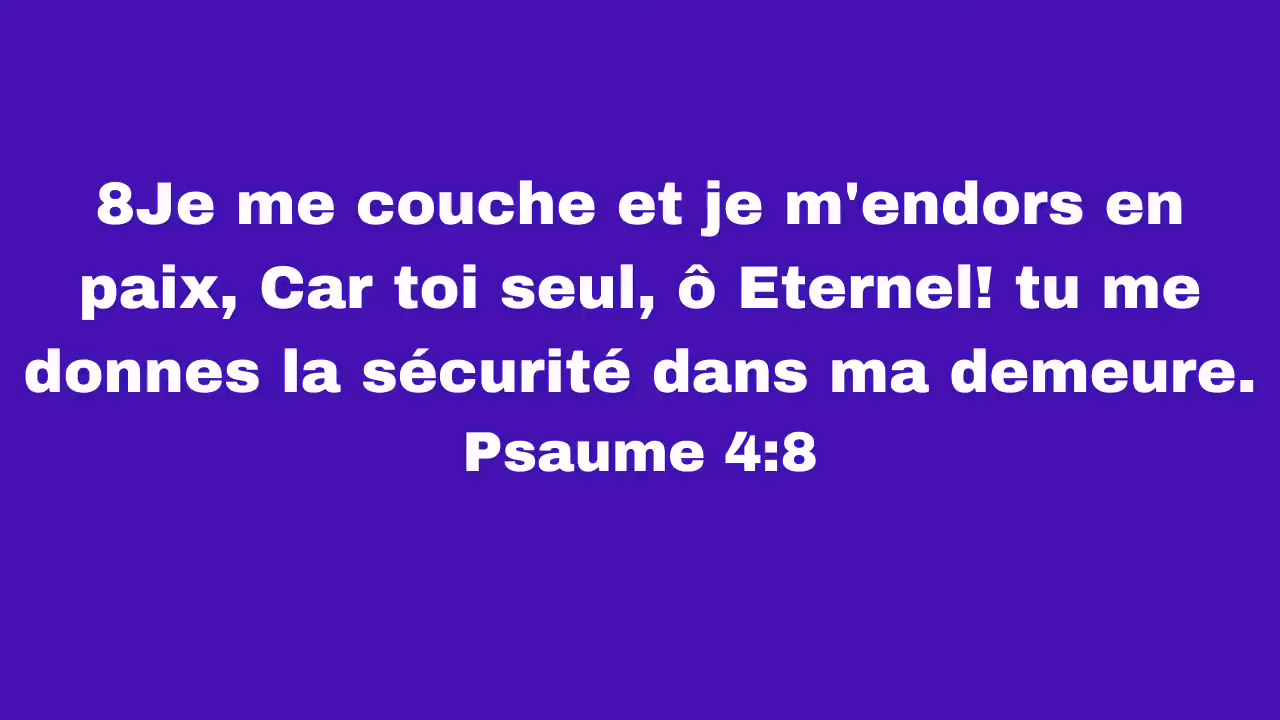 8Je me couche et je m'endors en
paix, Car toi seul, ô Eternel! tu me
donnes la sécurité dans ma demeure.
Psaume 4:8